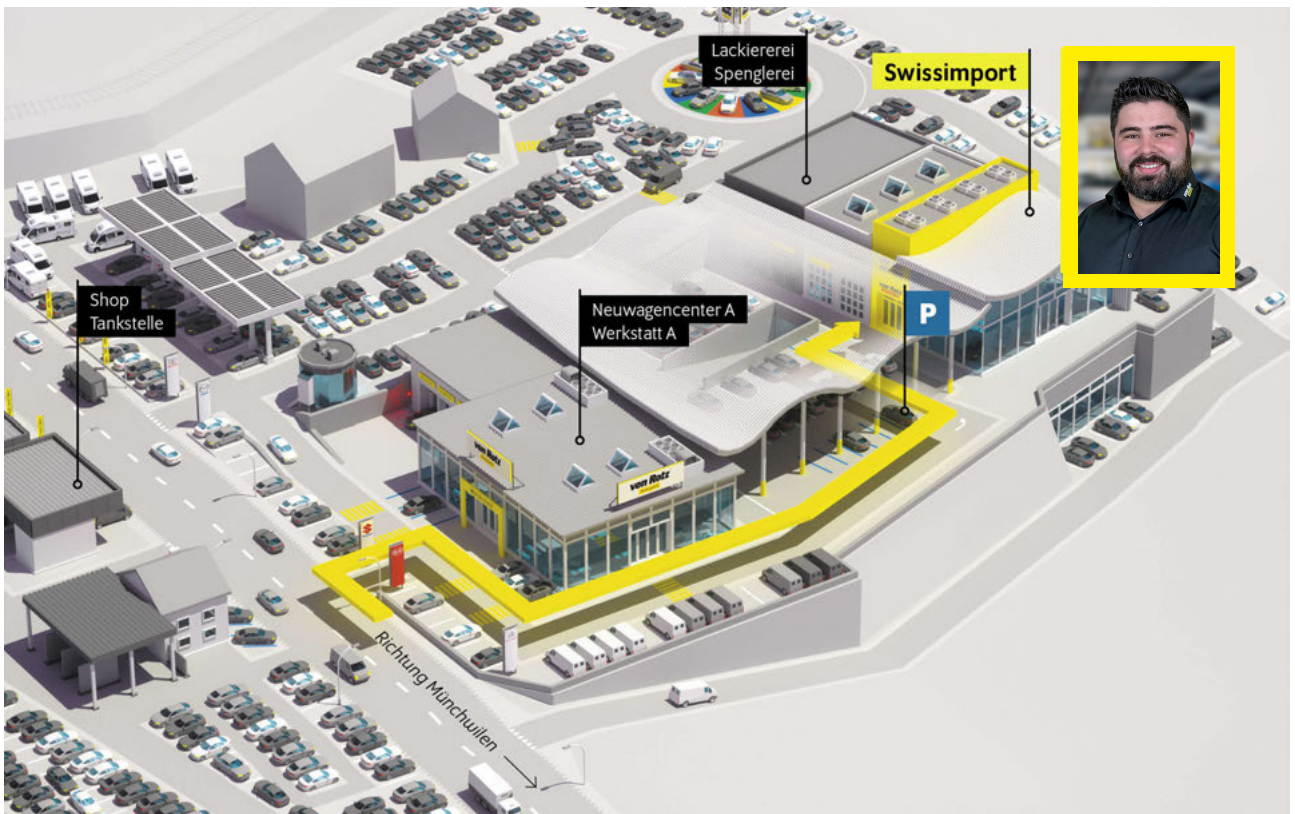 Lackiererei
Spenglerei
Swissimport
Shop
Tankstelle
Neuwagencenter A
Werkstatt A
P
von Rotz
von Rotz
Richtung Münchwilen